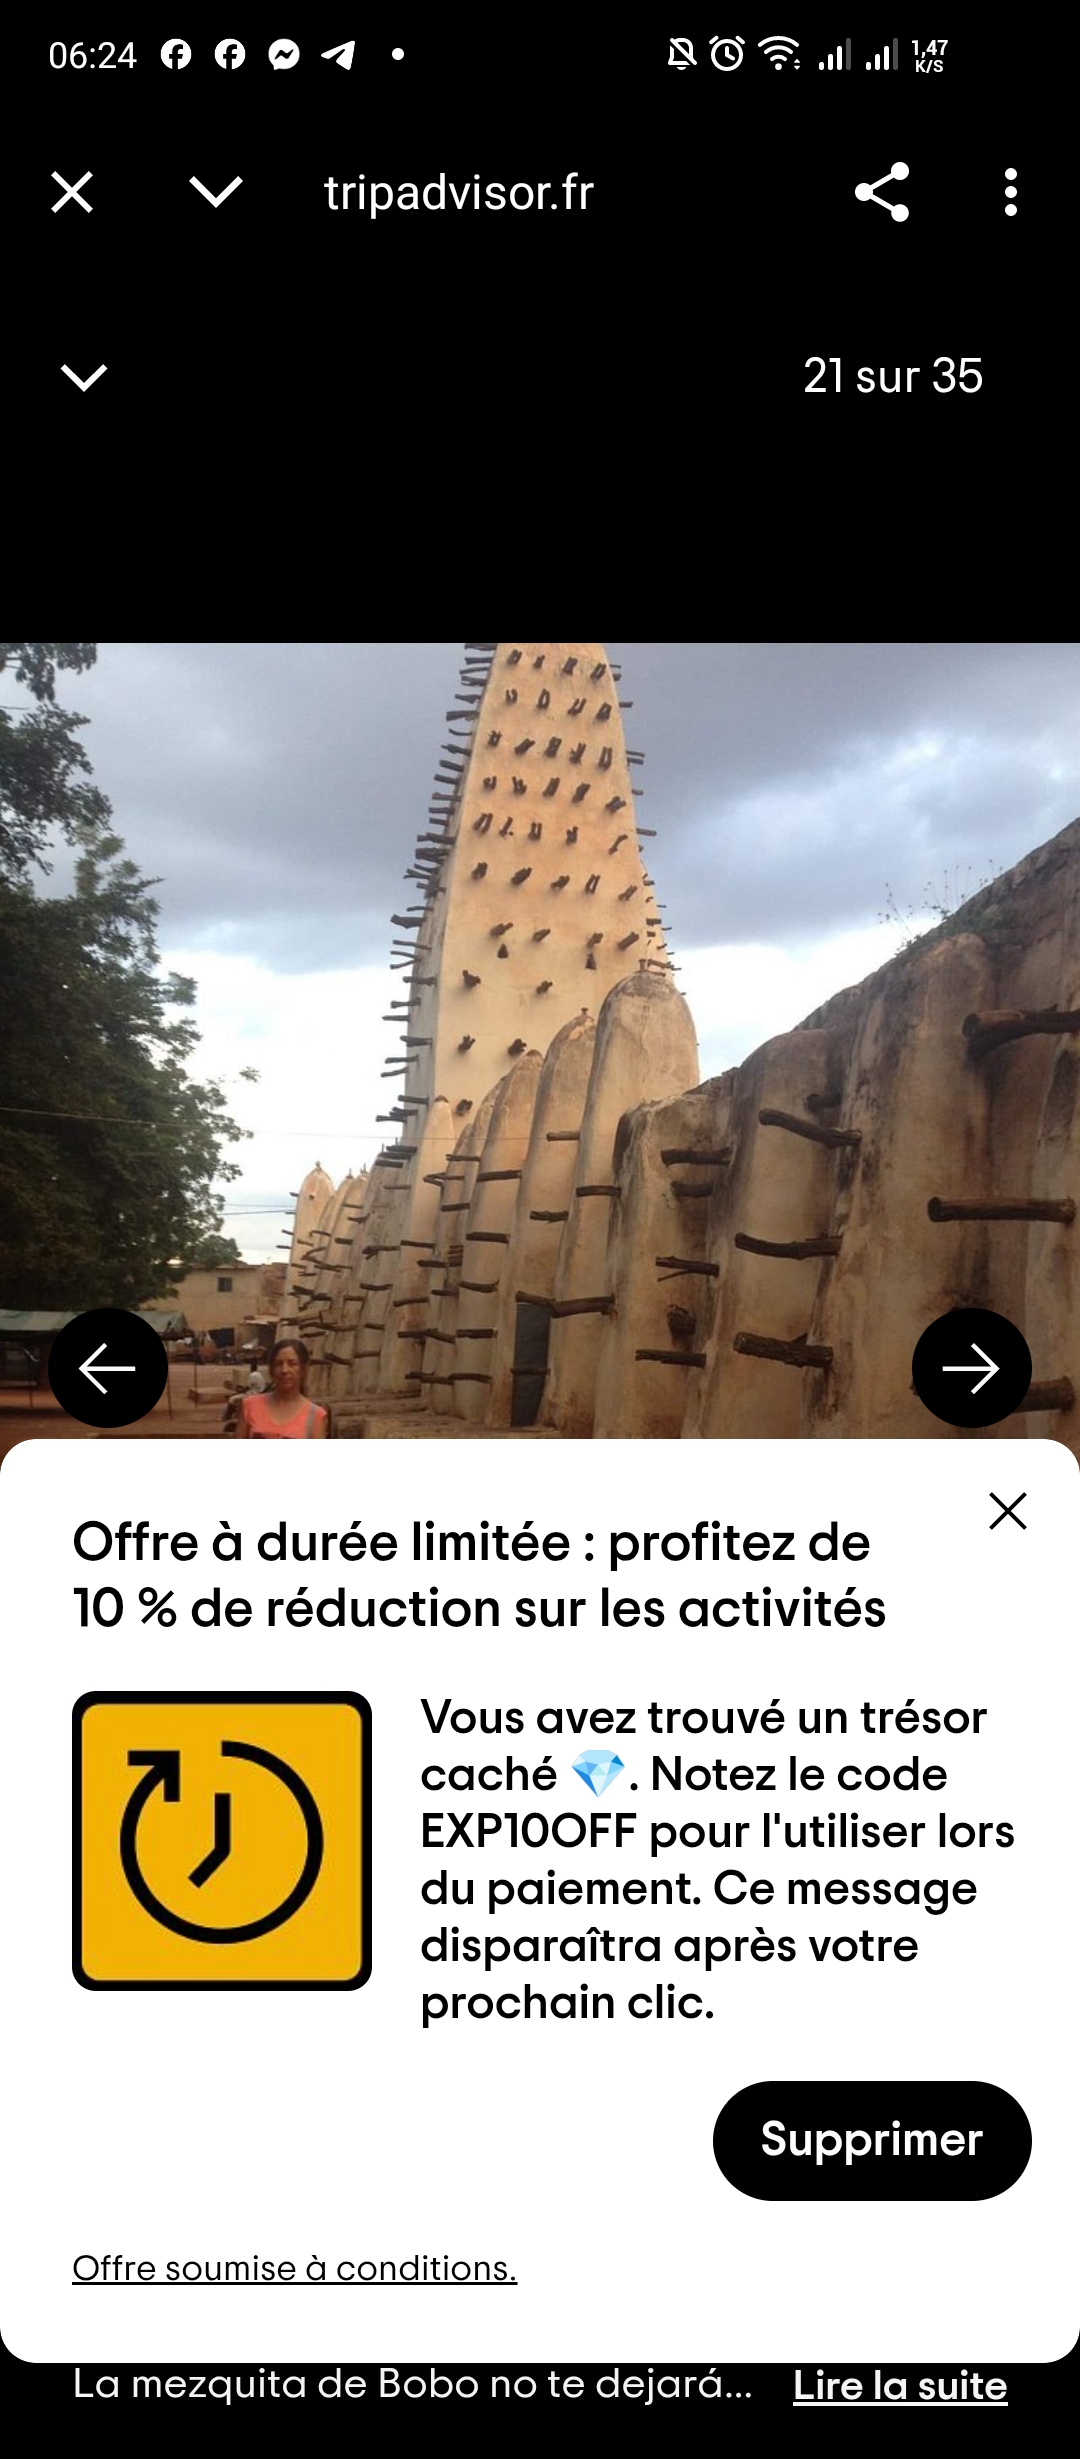 06:24
1,47
K/S
tripadvisor.fr
21 sur 35
Offre à durée limitée : profitez de
10 % de réduction sur les activités
Vous avez trouvé un trésor
caché 💎. Notez le code
EXP10OFF pour l'utiliser lors
du paiement. Ce message
disparaîtra après votre
prochain clic.
Supprimer
Offre soumise à conditions.
La mezquita de Bobo no te dejará... Lire la suite